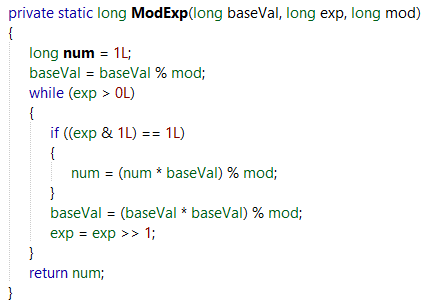 private static long ModExp(long baseVal, long exp, long mod)
{
    long num = 1L;
    baseVal = baseVal % mod;
    while (exp > 0L)
    {
        if ((exp & 1L) == 1L)
        {
            num = (num * baseVal) % mod;
        }
        baseVal = (baseVal * baseVal) % mod;
        exp = exp >> 1;
    }
    return num;
}